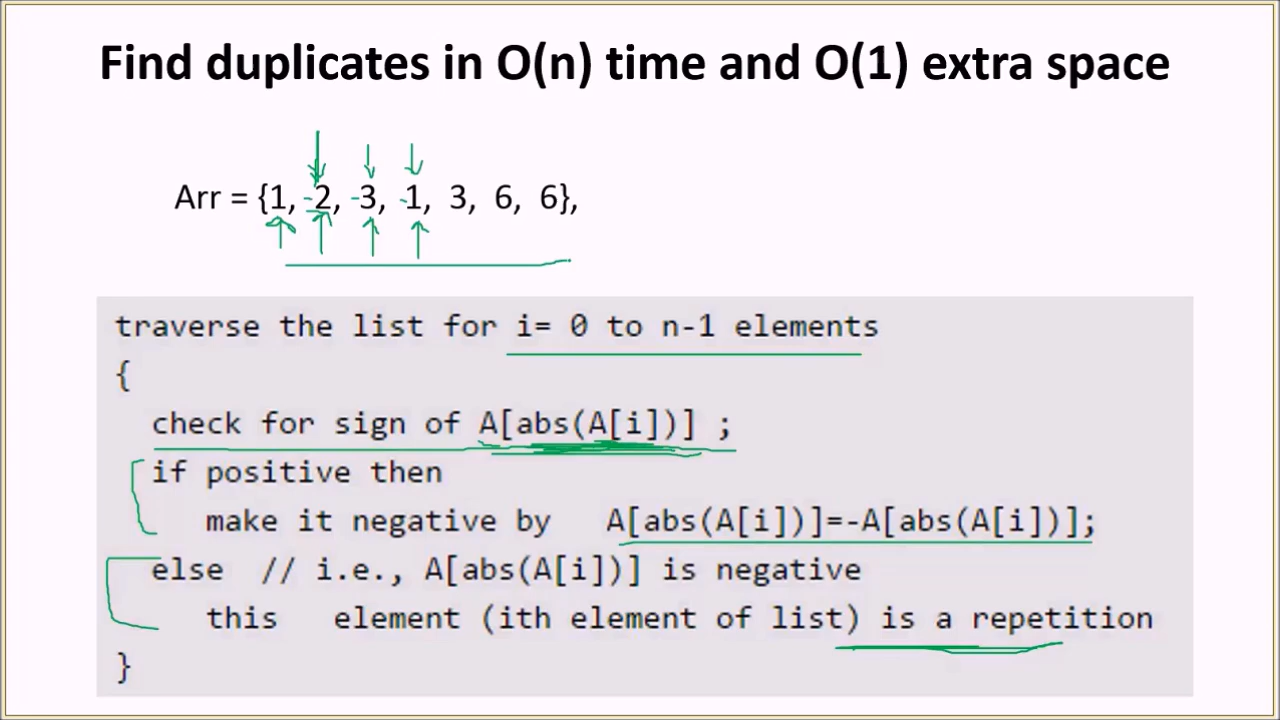 Find duplicates in O(n) time and O(1) extra space
Arr = {1, -2, -3, -1, 3, 6, 6},
traverse the list for i= 0 to n-1 elements
{
check for sign of A[abs(A[i])] ;
if positive then
make it negative by A[abs(A[i])]=-A[abs(A[i])];
else // i.e., A[abs(A[i])] is negative
this element (ith element of list) is a repetition
}